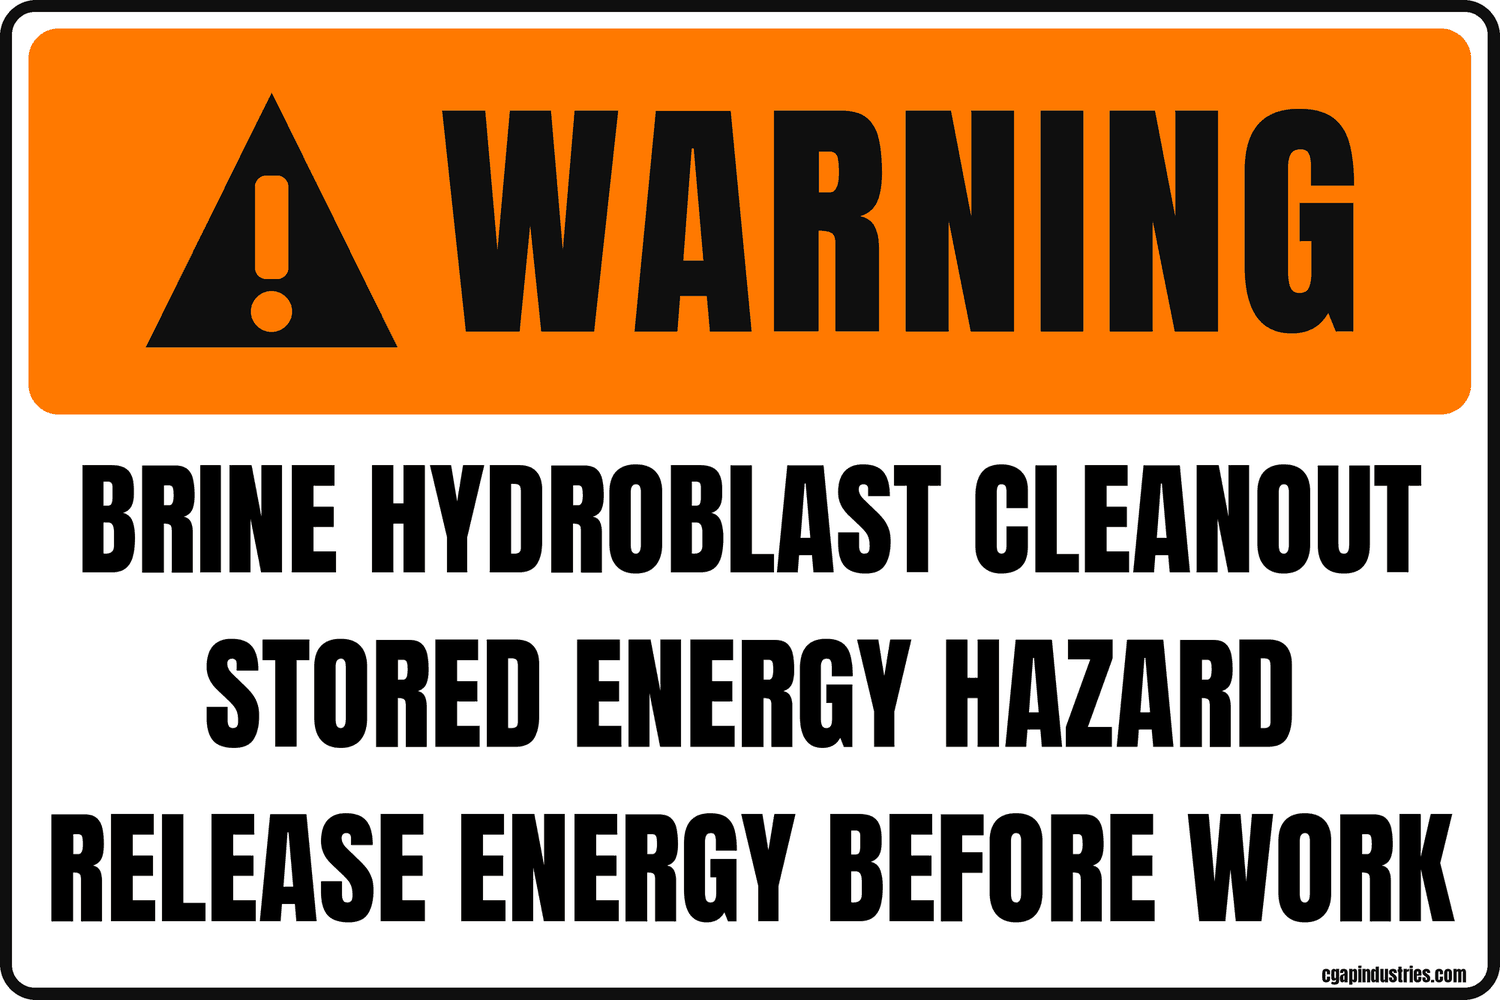 WARNING
BRINE HYDROBLAST CLEANOUT
STORED ENERGY HAZARD
RELEASE ENERGY BEFORE WORK
cgapindustries.com